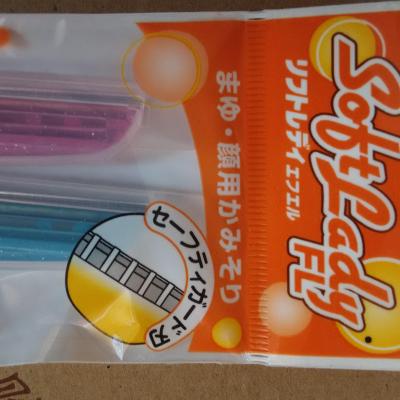 Soft Lady
FL
ソフトレディ エフエル
まゆ・顔用かみそり
セーフティガード刃